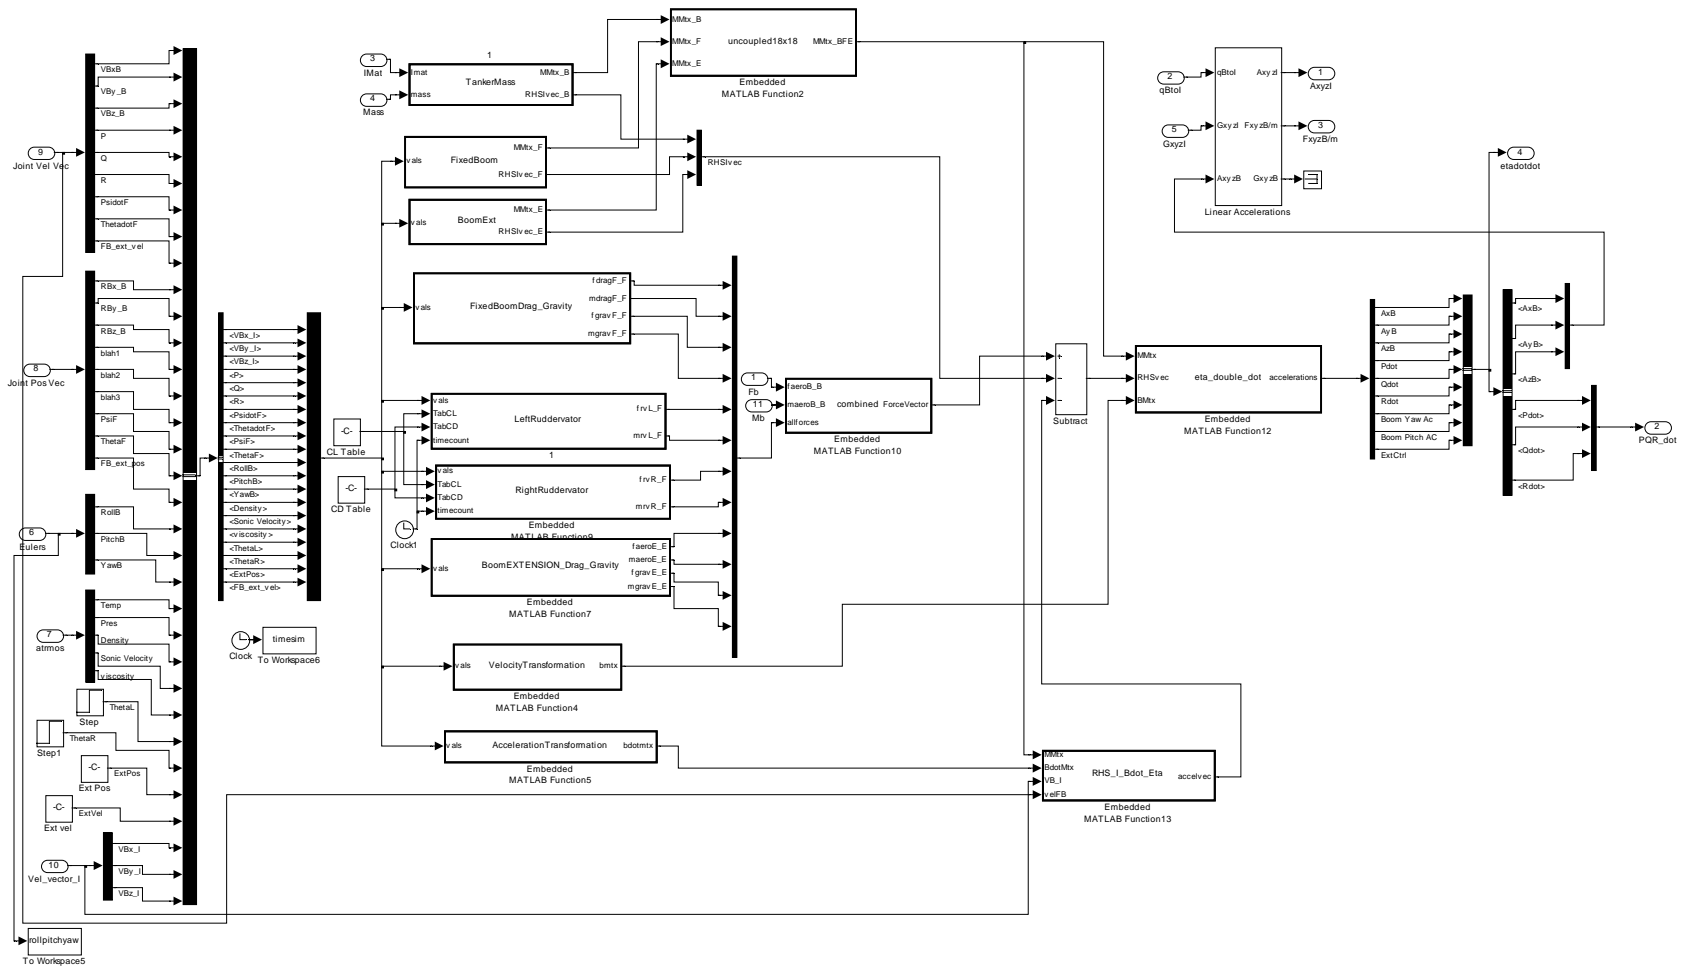 9
Joint Vel Vec
VBxB
VBy_B
VBz_B
P
Q
R
PsidotF
ThetadotF
FB_ext_vel
8
Joint Pos Vec
RBx_B
RBy_B
RBz_B
blah1
blah2
blah3
PsiF
ThetaF
FB_ext_pos
6
Eulers
RollB
PitchB
YawB
7
atrmos
Temp
Pres
Density
Sonic Velocity
viscosity
Step
ThetaL
Step1
ThetaR
-C-
Ext Pos
ExtPos
-C-
Ext vel
ExtVel
10
Vel_vector_I
VBx_I
VBy_I
VBz_I
rollpitchyaw
To Workspace5
<VBx_I>
<VBy_I>
<VBz_I>
<P>
<Q>
<R>
<PsidotF>
<ThetadotF>
<PsiF>
<ThetaF>
<RollB>
<PitchB>
<YawB>
<Density>
<Sonic Velocity>
<viscosity>
<ThetaL>
<ThetaR>
<ExtPos>
<FB_ext_vel>
Clock
timesim
To Workspace6
3
IMat
4
Mass
1
Imat
mass
TankerMass
MMtx_B
RHSIvec_B
vals
FixedBoom
MMtx_F
RHSIvec_F
vals
BoomExt
MMtx_E
RHSIvec_E
vals
FixedBoomDrag_Gravity
fdragF_F
mdragF_F
fgravF_F
mgravF_F
-C-
CL Table
-C-
CD Table
Clock1
vals
TabCL
TabCD
timecount
LeftRuddervator
frvL_F
mrvL_F
1
vals
TabCL
TabCD
timecount
RightRuddervator
frvR_F
mrvR_F
Embedded
MATLAB Function9
vals
BoomEXTENSION_Drag_Gravity
faeroE_E
maeroE_E
fgravE_E
mgravE_E
Embedded
MATLAB Function7
vals
VelocityTransformation
bmtx
Embedded
MATLAB Function4
vals
AccelerationTransformation
bdotmtx
Embedded
MATLAB Function5
MMtx_B
MMtx_F
MMtx_E
uncoupled18x18
MMtx_BFE
Embedded
MATLAB Function2
RHSIvec
1
Fb
11
Mb
faeroB_B
maeroB_B
allforces
combined
ForceVector
Embedded
MATLAB Function10
+
−
−
Subtract
MMtx
RHSvec
BMtx
eta_double_dot
accelerations
Embedded
MATLAB Function12
MMtx
BdotMtx
VB_I
velFB
RHS_I_Bdot_Eta
accelvec
Embedded
MATLAB Function13
2
qBtoI
5
GxyzI
qBtoI
GxyzI
AxyzB
AxyzI
FxyzB/m
GxyzB
Linear Accelerations
1
AxyzI
3
FxyzB/m
AxB
AyB
AzB
Pdot
Qdot
Rdot
Boom Yaw Ac
Boom Pitch AC
ExtCtrl
4
etadotdot
<AxB>
<AyB>
<AzB>
<Pdot>
<Qdot>
<Rdot>
2
PQR_dot